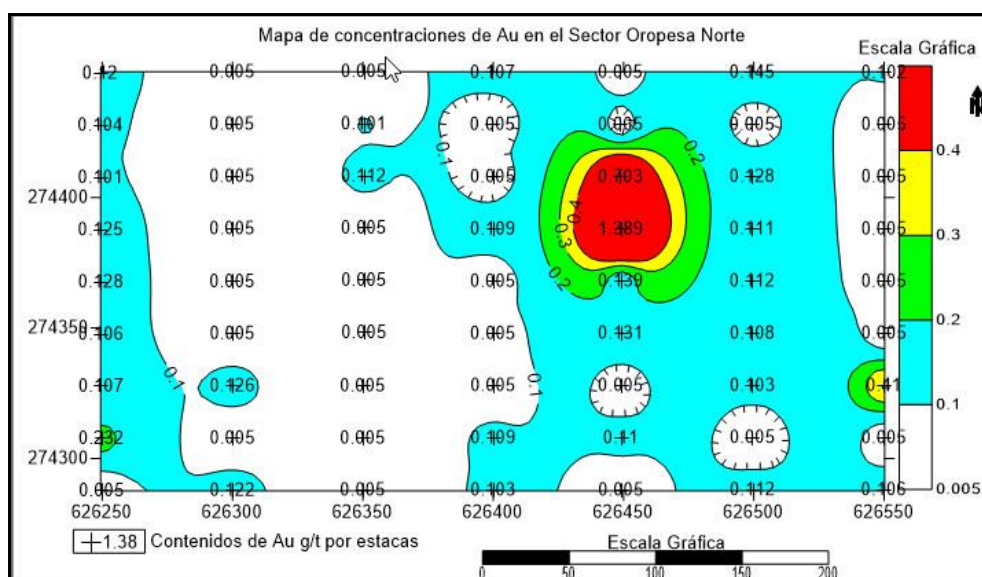 Mapa de concentraciones de Au en el Sector Oropesa Norte
Escala Gráfica
0.12 0.005 0.005 0.107 0.005 0.145 0.102
0.104 0.005 0.101 0.005 0.005 0.005 0.005
0.101 0.005 0.112 0.005 0.703 0.128 0.005
274400
0.125 0.005 0.005 0.109 1.389 0.111 0.005
0.128 0.005 0.005 0.005 0.139 0.112 0.005
274350
0.106 0.005 0.005 0.005 0.131 0.108 0.005
0.107 0.126 0.005 0.005 0.005 0.103 0.41
0.232 0.005 0.005 0.109 0.11 0.005 0.005
274300
0.005 0.122 0.005 0.103 0.005 0.112 0.105
0.1
0.1
0.1
0.2
0.2
0.3
0.4
0.4
0.3
0.2
0.1
0.005
626250 626300 626350 626400 626450 626500 626550
1.38 Contenidos de Au g/t por estacas
Escala Gráfica
0 50 100 150 200